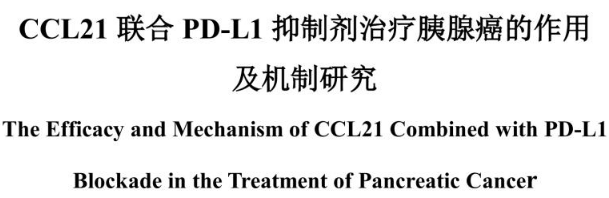 CCL21 联合 PD-L1 抑制剂治疗胰腺癌的作用
及机制研究
The Efficacy and Mechanism of CCL21 Combined with PD-L1
Blockade in the Treatment of Pancreatic Cancer